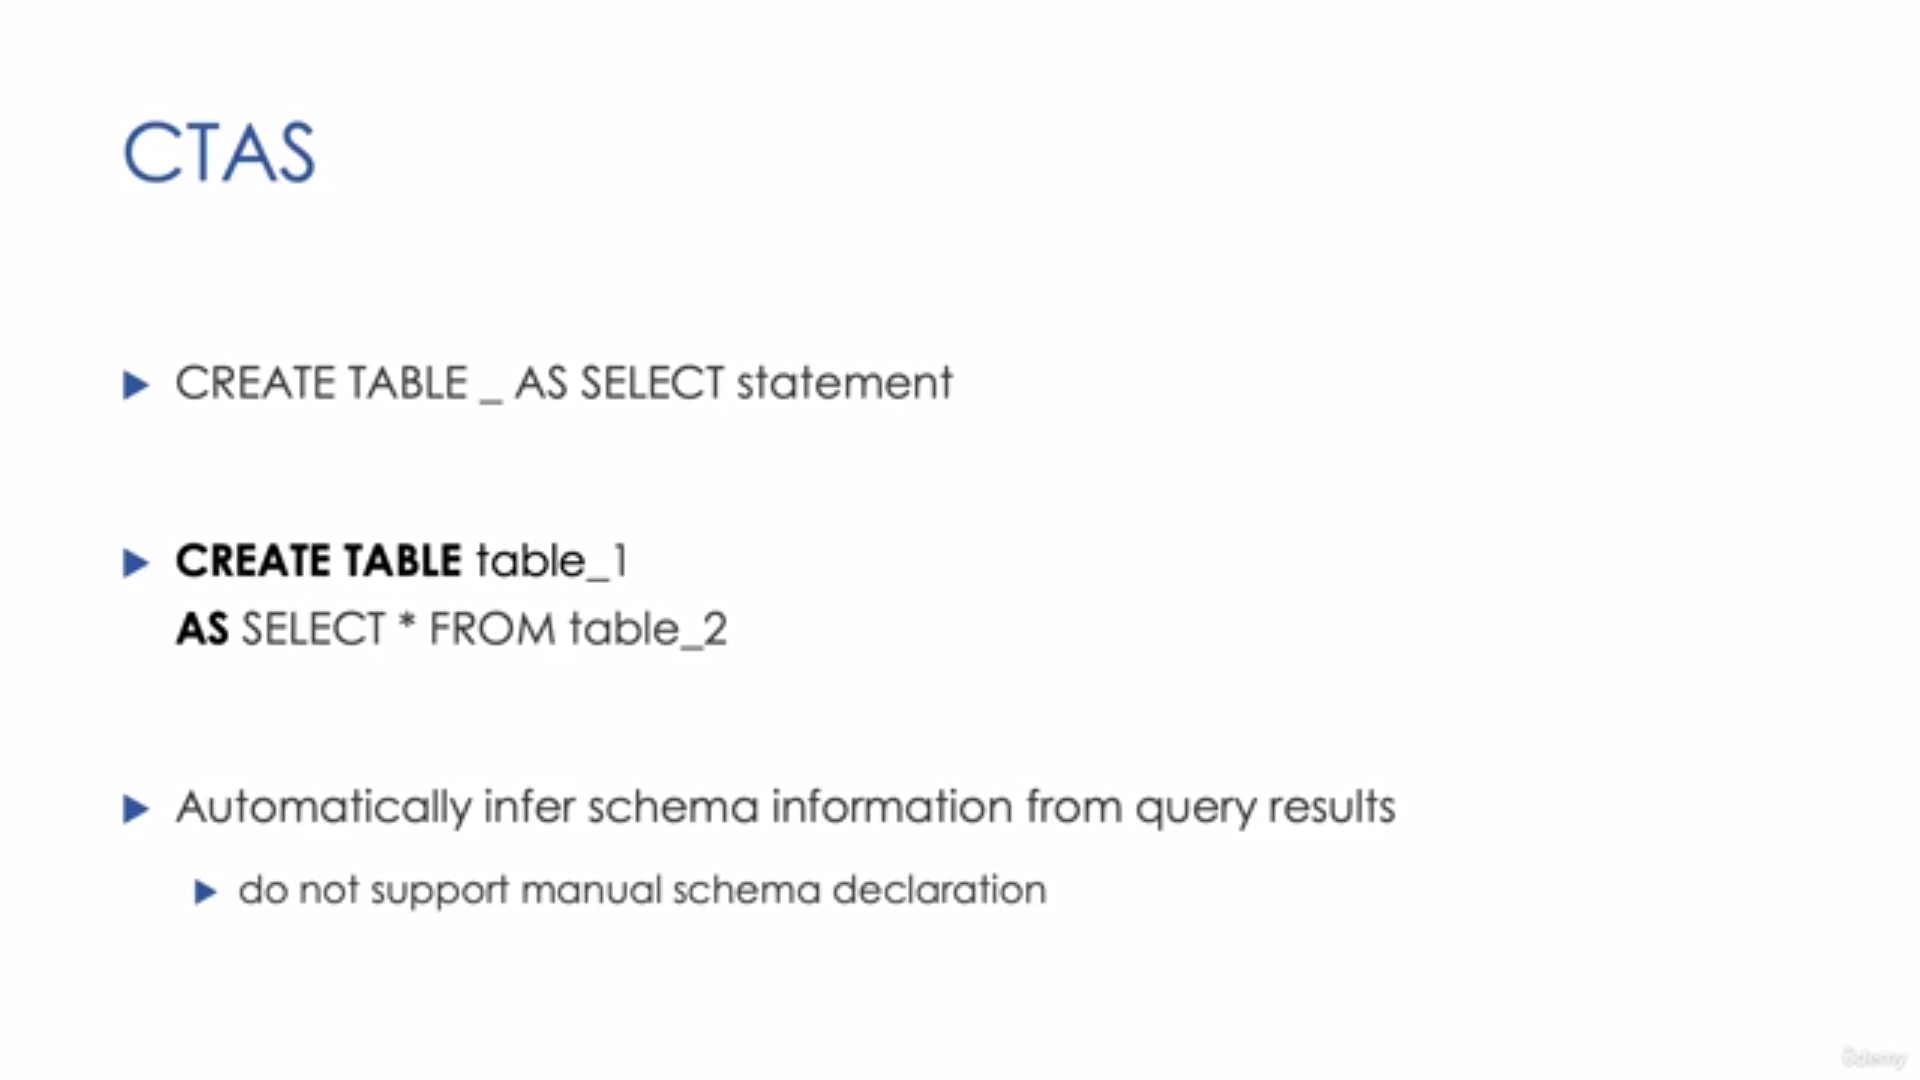 CTAS
CREATE TABLE _ AS SELECT statement
CREATE TABLE table_1
AS SELECT * FROM table_2
Automatically infer schema information from query results
do not support manual schema declaration
Udemy